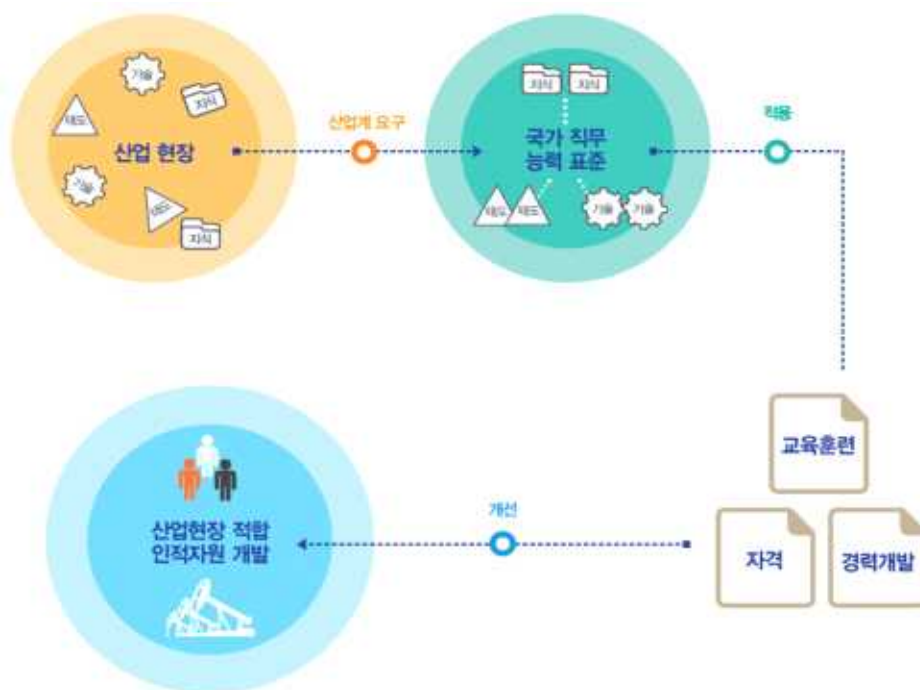 기술
지식
태도
산업 현장
기술
태도
지식
산업계 요구
지식 지식
국가 직무
능력 표준
태도 태도
기술 기술
적용
교육훈련
자격
경력개발
개선
산업현장 적합
인적자원 개발